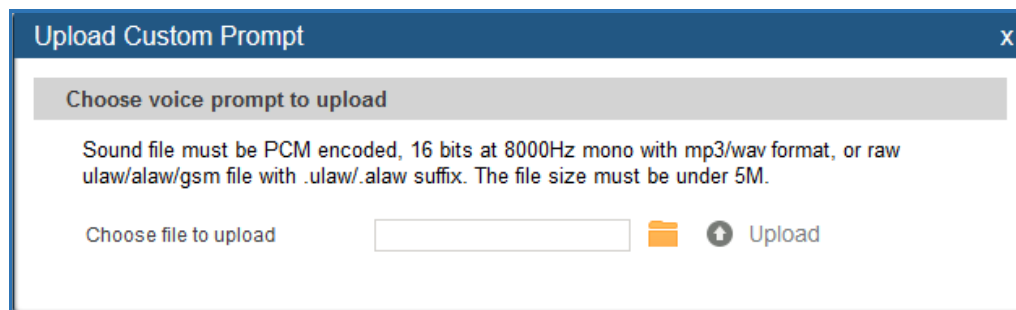 Upload Custom Prompt
x
Choose voice prompt to upload
Sound file must be PCM encoded, 16 bits at 8000Hz mono with mp3/wav format, or raw
ulaw/alaw/gsm file with .ulaw/.alaw suffix. The file size must be under 5M.
Choose file to upload
Upload